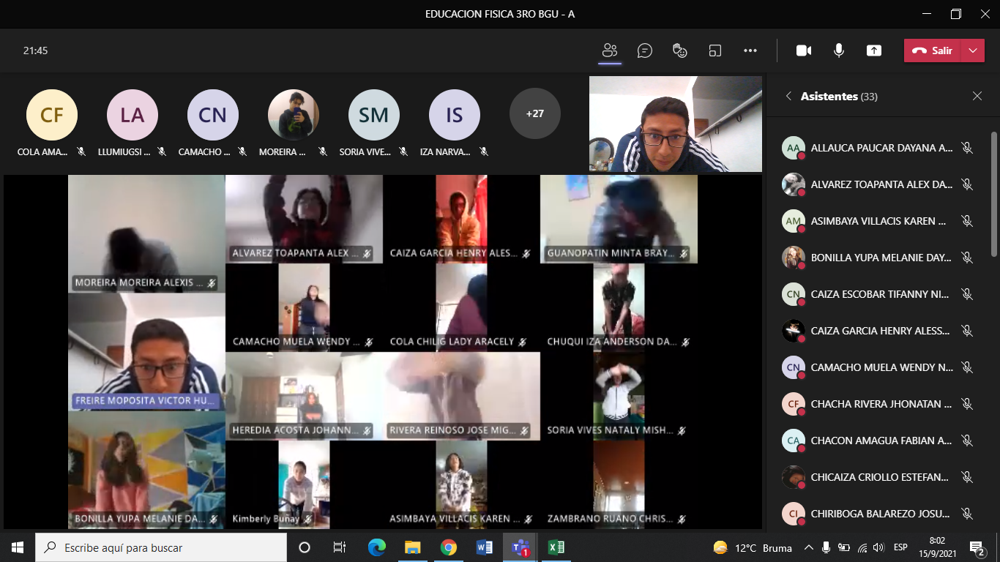 EDUCACION FISICA 3RO BGU - A
21:45
Salir
CF
LA
CN
SM
IS
+27
COLA AMA...
LLUMIUGSI ...
CAMACHO ...
MOREIRA ...
SORIA VIVE...
IZA NARVA...
Asistentes (33)
AA ALLAUCA PAUCAR DAYANA A...
ALVAREZ TOAPANTA ALEX DA...
AM ASIMBAYA VILLACIS KAREN ...
BONILLA YUPA MELANIE DAY...
CN CAIZA ESCOBAR TIFANNY NI...
CAIZA GARCIA HENRY ALESS...
CN CAMACHO MUELA WENDY N...
CF CHACHA RIVERA JHONATAN ...
CA CHACON AMAGUA FABIAN A...
CHICAIZA CRIOLLO ESTEFAN...
CI CHIRIBOGA BALAREZO JOSU...
MOREIRA MOREIRA ALEXIS ...
ALVAREZ TOAPANTA ALEX ...
CAIZA GARCIA HENRY ALES...
GUANOPATIN MINTA BRAY...
CAMACHO MUELA WENDY ...
COLA CHILIG LADY ARACELY
CHUQUI IZA ANDERSON DA...
FREIRE MOPOSITA VICTOR HU...
HEREDIA ACOSTA JOHANN...
RIVERA REINOSO JOSE MIG...
SORIA VIVES NATALY MISH...
BONILLA YUPA MELANIE DA...
Kimberly Buñay
ASIMBAYA VILLACIS KAREN ...
ZAMBRANO RUANO CHRIS...
Escribe aquí para buscar
1
12°C Bruma
ESP
8:02
15/9/2021
2